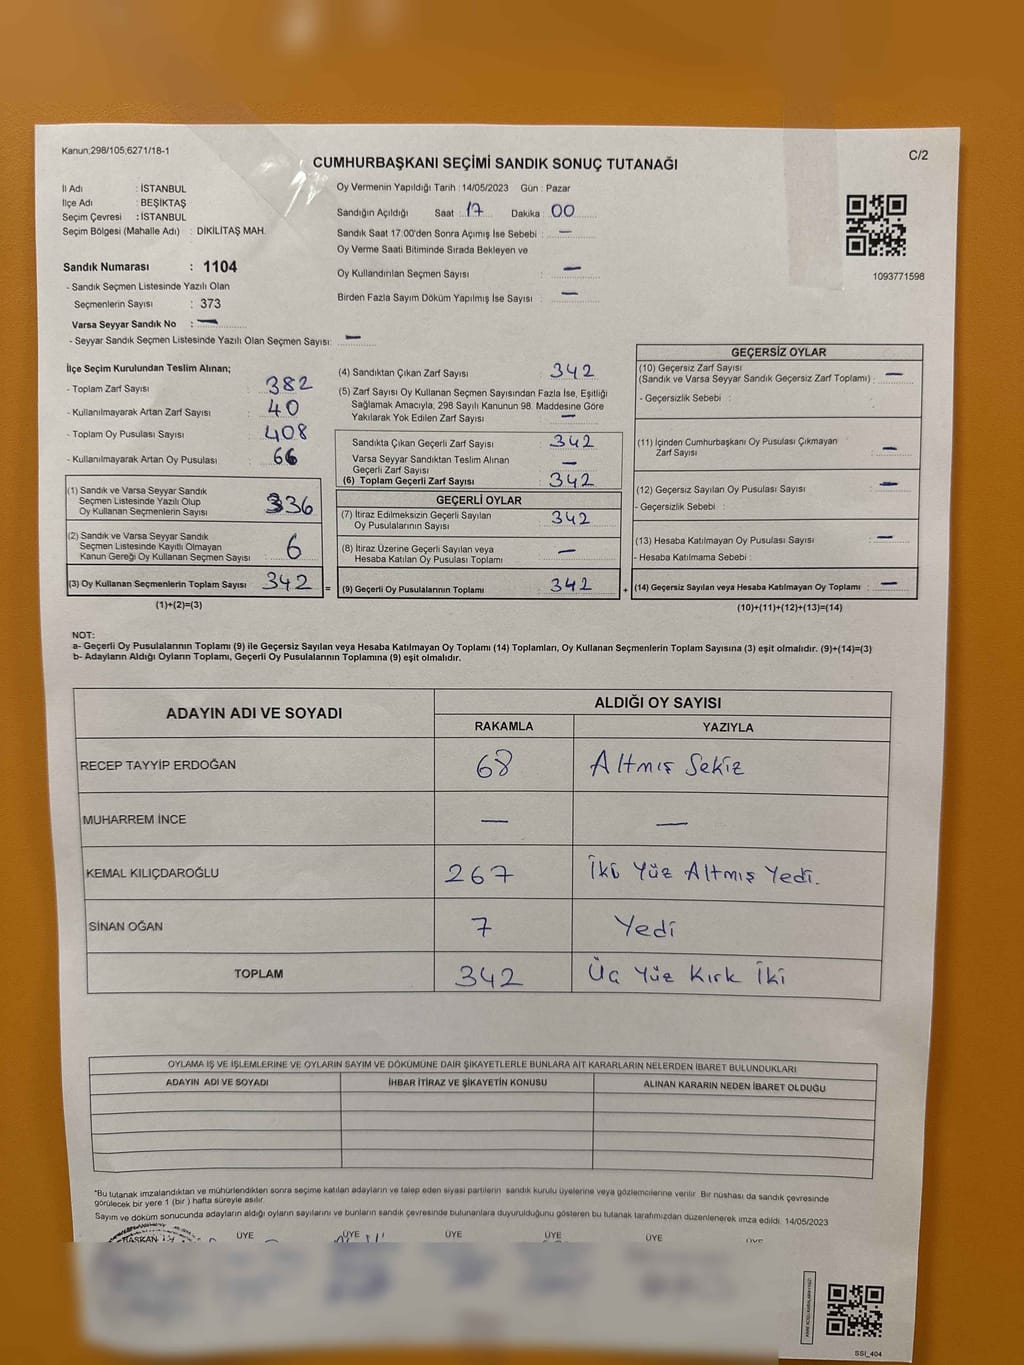 Kanun;298/105,6271/18-1
C/2
CUMHURBAŞKANI SEÇİMİ SANDIK SONUÇ TUTANAĞI
İl Adı : İSTANBUL
İlçe Adı : BEŞİKTAŞ
Seçim Çevresi : İSTANBUL
Seçim Bölgesi (Mahalle Adı) : DİKİLİTAŞ MAH.
Sandık Numarası : 1104
- Sandık Seçmen Listesinde Yazılı Olan
Seçmenlerin Sayısı : 373
Varsa Seyyar Sandık No : —
- Seyyar Sandık Seçmen Listesinde Yazılı Olan Seçmen Sayısı: —
Oy Vermenin Yapıldığı Tarih : 14/05/2023 Gün : Pazar
Sandığın Açıldığı Saat : 17 Dakika : 00
Sandık Saat 17:00'den Sonra Açımış İse Sebebi : —
Oy Verme Saati Bitiminde Sırada Bekleyen ve
Oy Kullandırılan Seçmen Sayısı : —
Birden Fazla Sayım Döküm Yapılmış İse Sayısı : —
1093771598
İlçe Seçim Kurulundan Teslim Alınan;
- Toplam Zarf Sayısı : 382
- Kullanılmayarak Artan Zarf Sayısı : 40
- Toplam Oy Pusulası Sayısı : 408
- Kullanılmayarak Artan Oy Pusulası : 66
(1) Sandık ve Varsa Seyyar Sandık
Seçmen Listesinde Yazılı Olup
Oy Kullanan Seçmenlerin Sayısı 336
(2) Sandık ve Varsa Seyyar Sandık
Seçmen Listesinde Kayıtlı Olmayan
Kanun Gereği Oy Kullanan Seçmen Sayısı 6
(3) Oy Kullanan Seçmenlerin Toplam Sayısı 342
(1)+(2)=(3)
=
(4) Sandıktan Çıkan Zarf Sayısı : 342
(5) Zarf Sayısı Oy Kullanan Seçmen Sayısından Fazla İse, Eşitliği
Sağlamak Amacıyla, 298 Sayılı Kanunun 98. Maddesine Göre
Yakılarak Yok Edilen Zarf Sayısı : —
Sandıkta Çıkan Geçerli Zarf Sayısı : 342
Varsa Seyyar Sandıktan Teslim Alınan
Geçerli Zarf Sayısı : —
(6) Toplam Geçerli Zarf Sayısı : 342
GEÇERLİ OYLAR
(7) İtiraz Edilmeksizin Geçerli Sayılan
Oy Pusulalarının Sayısı : 342
(8) İtiraz Üzerine Geçerli Sayılan veya
Hesaba Katılan Oy Pusulası Toplamı : —
(9) Geçerli Oy Pusulalarının Toplamı : 342
+
GEÇERSİZ OYLAR
(10) Geçersiz Zarf Sayısı
(Sandık ve Varsa Seyyar Sandık Geçersiz Zarf Toplamı) : —
- Geçersizlik Sebebi :
(11) İçinden Cumhurbaşkanı Oy Pusulası Çıkmayan
Zarf Sayısı : —
(12) Geçersiz Sayılan Oy Pusulası Sayısı : —
- Geçersizlik Sebebi :
(13) Hesaba Katılmayan Oy Pusulası Sayısı : —
- Hesaba Katılmama Sebebi :
(14) Geçersiz Sayılan veya Hesaba Katılmayan Oy Toplamı : —
(10)+(11)+(12)+(13)=(14)
NOT:
a- Geçerli Oy Pusulalarının Toplamı (9) ile Geçersiz Sayılan veya Hesaba Katılmayan Oy Toplamı (14) Toplamları, Oy Kullanan Seçmenlerin Toplam Sayısına (3) eşit olmalıdır. (9)+(14)=(3)
b- Adayların Aldığı Oyların Toplamı, Geçerli Oy Pusulalarının Toplamına (9) eşit olmalıdır.
ADAYIN ADI VE SOYADI
ALDIĞI OY SAYISI
RAKAMLA YAZIYLA
RECEP TAYYİP ERDOĞAN 68 Altmış Sekiz
MUHARREM İNCE — —
KEMAL KILIÇDAROĞLU 267 İki Yüz Altmış Yedi.
SİNAN OĞAN 7 Yedi
TOPLAM 342 Üç Yüz Kırk İki
OYLAMA İŞ VE İŞLEMLERİNE VE OYLARIN SAYIM VE DÖKÜMÜNE DAİR ŞİKAYETLERLE BUNLARA AİT KARARLARIN NELERDEN İBARET BULUNDUKLARI
ADAYIN ADI VE SOYADI İHBAR İTİRAZ VE ŞİKAYETİN KONUSU ALINAN KARARIN NEDEN İBARET OLDUĞU
*Bu tutanak imzalandıktan ve mühürlendikten sonra seçime katılan adayların ve talep eden siyasi partilerin sandık kurulu üyelerine veya gözlemcilerine verilir. Bir nüshası da sandık çevresinde
görülecek bir yere 1 (bir ) hafta süreyle asılır.
Sayım ve döküm sonucunda adayların aldığı oyların sayılarını ve bunların sandık çevresinde bulunanlara duyurulduğunu gösteren bu tutanak tarafımızdan düzenlenerek imza edildi. 14/05/2023
BAŞKAN ÜYE ÜYE ÜYE ÜYE ÜYE ÜYE
SSI_404